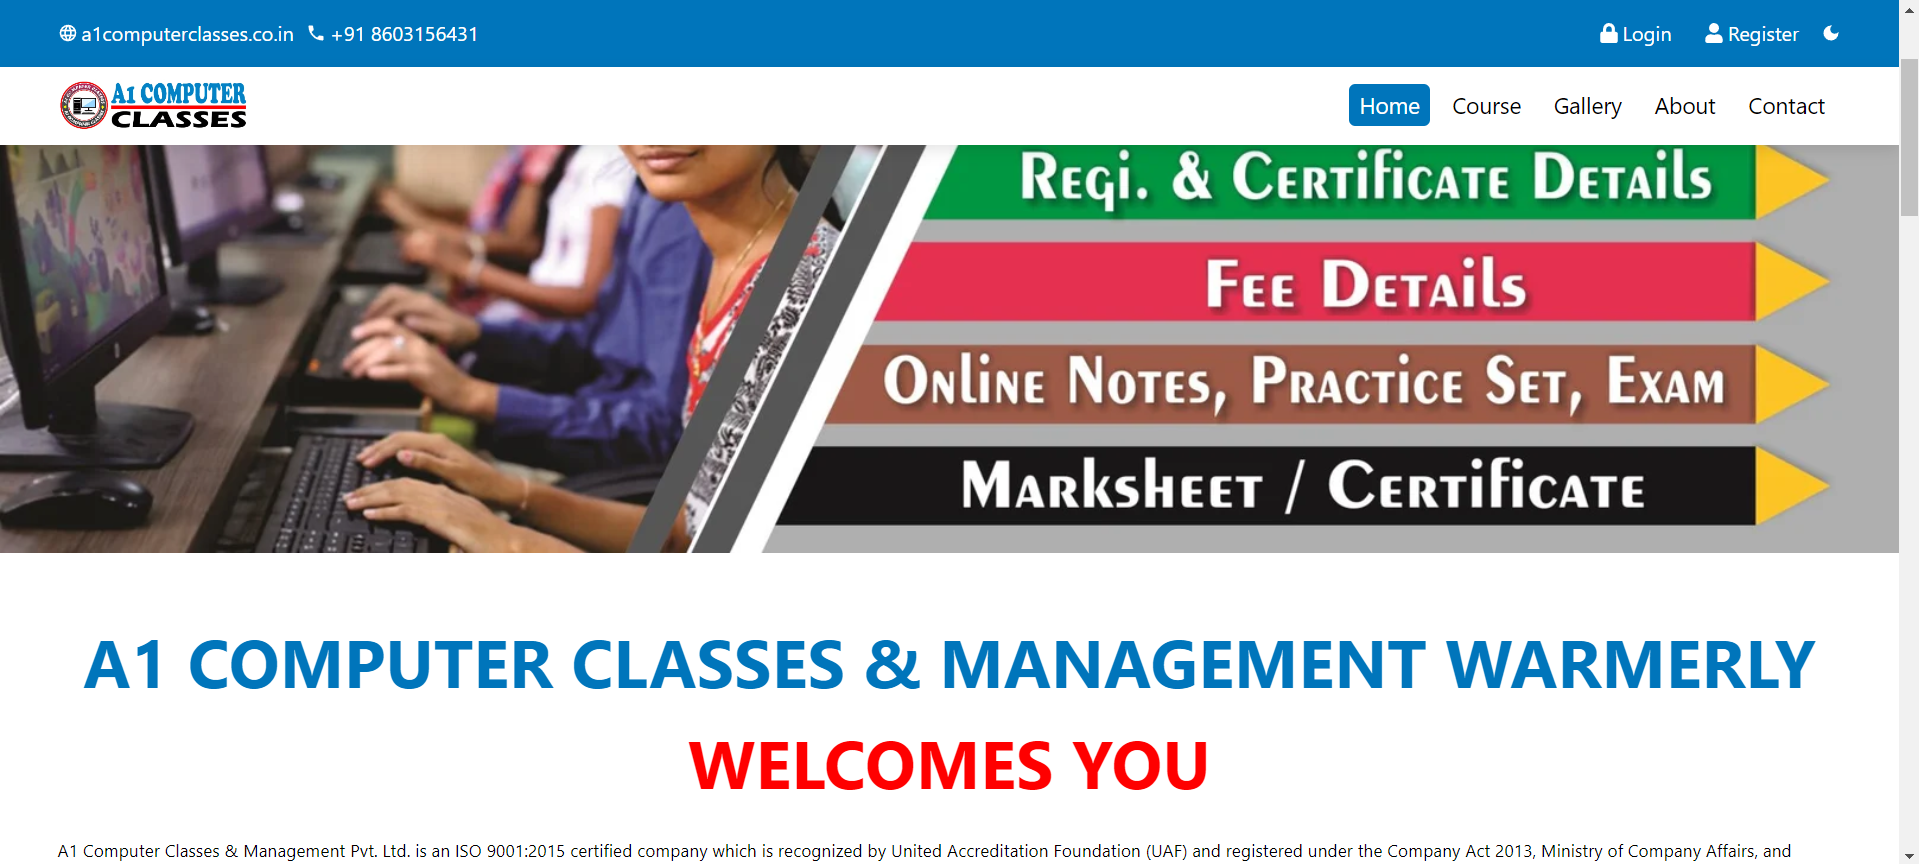 a1computerclasses.co.in +91 8603156431 Login Register
A1 COMPUTER
CLASSES
Home Course Gallery About Contact
Regi. & Certificate Details
Fee Details
Online Notes, Practice Set, Exam
Marksheet / Certificate
A1 COMPUTER CLASSES & MANAGEMENT WARMERLY
WELCOMES YOU
A1 Computer Classes & Management Pvt. Ltd. is an ISO 9001:2015 certified company which is recognized by United Accreditation Foundation (UAF) and registered under the Company Act 2013, Ministry of Company Affairs, and